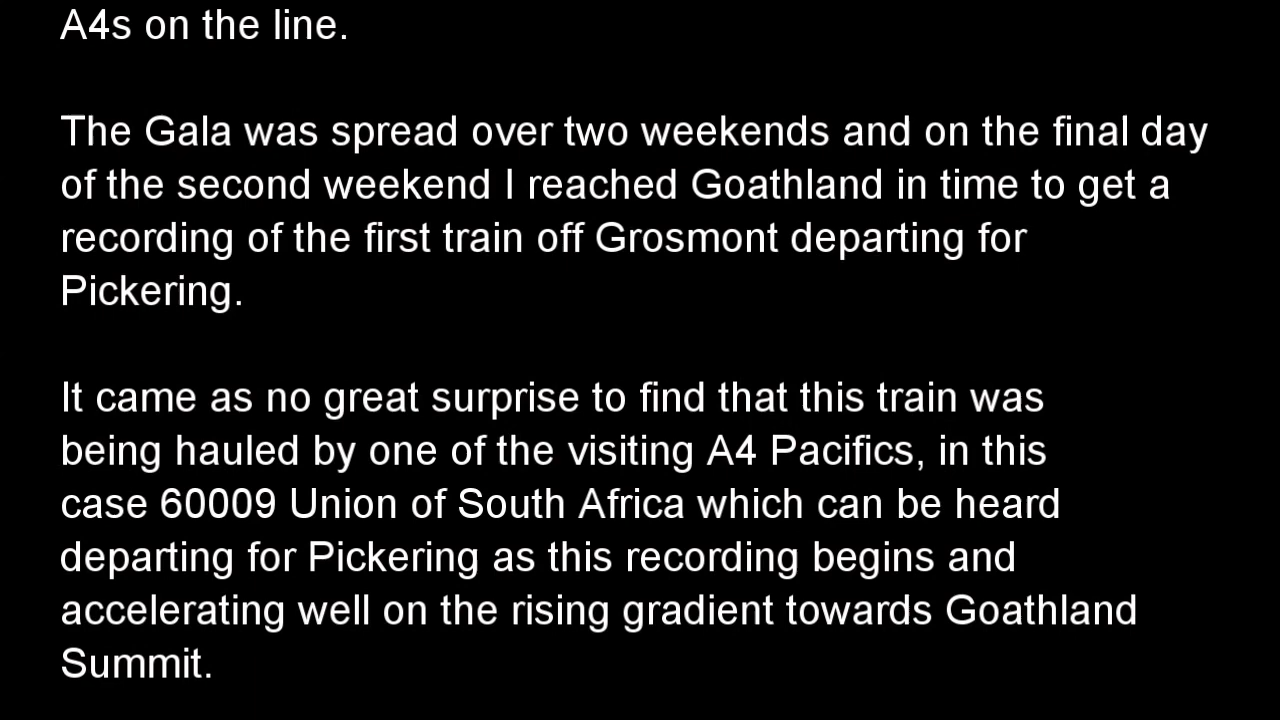 A4s on the line.
The Gala was spread over two weekends and on the final day
of the second weekend I reached Goathland in time to get a
recording of the first train off Grosmont departing for
Pickering.
It came as no great surprise to find that this train was
being hauled by one of the visiting A4 Pacifics, in this
case 60009 Union of South Africa which can be heard
departing for Pickering as this recording begins and
accelerating well on the rising gradient towards Goathland
Summit.